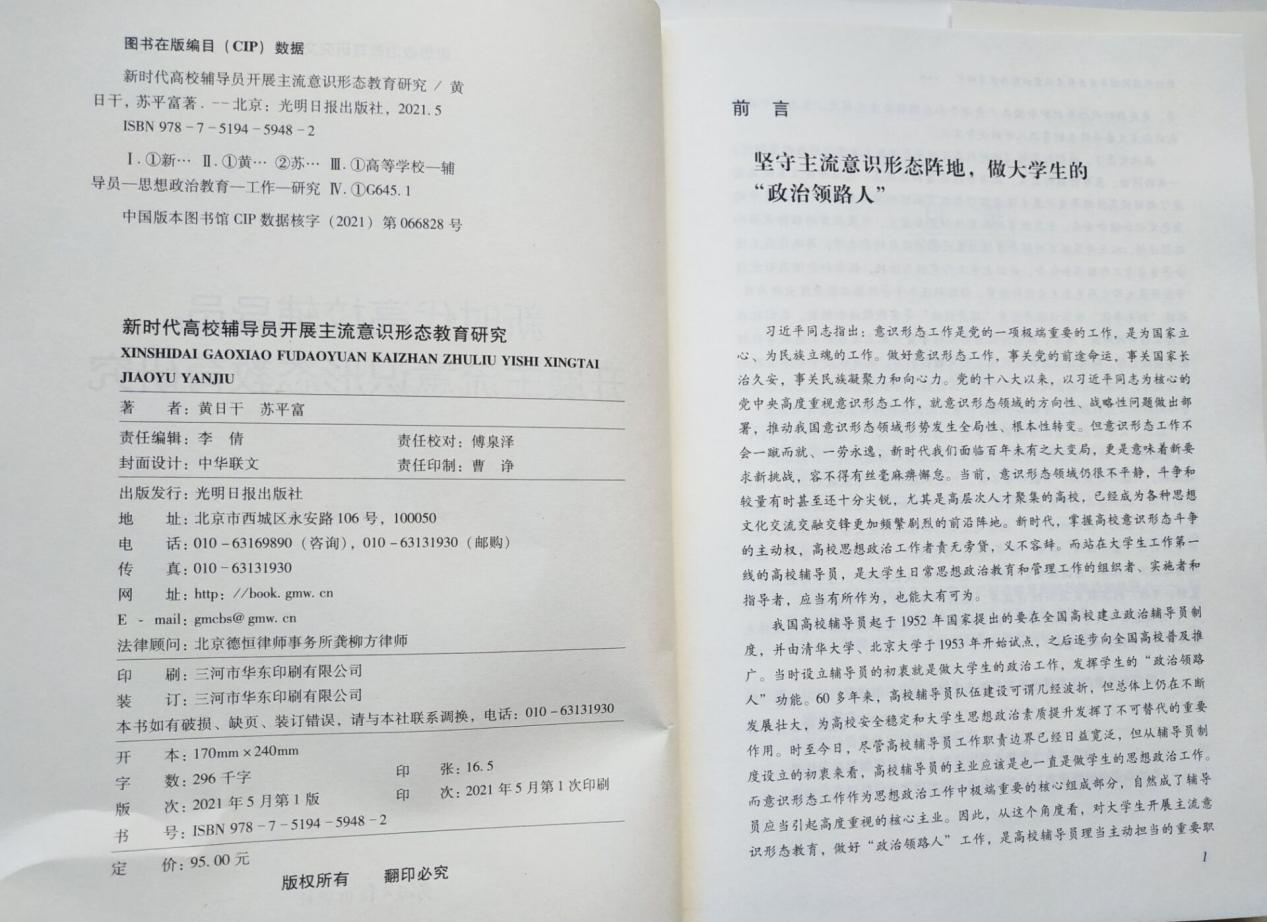 图书在版编目（CIP）数据
新时代高校辅导员开展主流意识形态教育研究 / 黄
日干，苏平富著. --北京：光明日报出版社，2021.5
ISBN 978-7-5194-5948-2
Ⅰ.①新… Ⅱ.①黄… ②苏… Ⅲ.①高等学校—辅
导员—思想政治教育—工作—研究 Ⅳ.①G645.1
中国版本图书馆 CIP 数据核字（2021）第 066828 号
新时代高校辅导员开展主流意识形态教育研究
XINSHIDAI GAOXIAO FUDAOYUAN KAIZHAN ZHULIU YISHI XINGTAI
JIAOYU YANJIU
著 者：黄日干 苏平富
责任编辑：李 倩 责任校对：傅泉泽
封面设计：中华联文 责任印制：曹 诤
出版发行：光明日报出版社
地 址：北京市西城区永安路 106 号，100050
电 话：010-63169890（咨询），010-63131930（邮购）
传 真：010-63131930
网 址：http://book.gmw.cn
E - mail：gmcbs@gmw.cn
法律顾问：北京德恒律师事务所龚柳方律师
印 刷：三河市华东印刷有限公司
装 订：三河市华东印刷有限公司
本书如有破损、缺页、装订错误，请与本社联系调换，电话：010-63131930
开 本：170mm×240mm
字 数：296 千字 印 张：16.5
版 次：2021 年 5 月第 1 版 印 次：2021 年 5 月第 1 次印刷
书 号：ISBN 978-7-5194-5948-2
定 价：95.00 元
版权所有 翻印必究
前 言
坚守主流意识形态阵地，做大学生的
“政治领路人”
习近平同志指出：意识形态工作是党的一项极端重要的工作，是为国家立
心、为民族立魂的工作。做好意识形态工作，事关党的前途命运，事关国家长
治久安，事关民族凝聚力和向心力。党的十八大以来，以习近平同志为核心的
党中央高度重视意识形态工作，就意识形态领域的方向性、战略性问题做出部
署，推动我国意识形态领域形势发生全局性、根本性转变。但意识形态工作不
会一蹴而就、一劳永逸，新时代我们面临百年未有之大变局，更是意味着新要
求新挑战，容不得有丝毫麻痹懈怠。当前，意识形态领域仍很不平静，斗争和
较量有时甚至还十分尖锐，尤其是高层次人才聚集的高校，已经成为各种思想
文化交流交融交锋更加频繁剧烈的前沿阵地。新时代，掌握高校意识形态斗争
的主动权，高校思想政治工作者责无旁贷，义不容辞。而站在大学生工作第一
线的高校辅导员，是大学生日常思想政治教育和管理工作的组织者、实施者和
指导者，应当有所作为，也能大有可为。
我国高校辅导员起于 1952 年国家提出的要在全国高校建立政治辅导员制
度，并由清华大学、北京大学于 1953 年开始试点，之后逐步向全国高校普及推
广。当时设立辅导员的初衷就是做大学生的政治工作，发挥学生的“政治领路
人”功能。60 多年来，高校辅导员队伍建设可谓几经波折，但总体上仍在不断
发展壮大，为高校安全稳定和大学生思想政治素质提升发挥了不可替代的重要
作用。时至今日，尽管高校辅导员工作职责边界已经日益宽泛，但从辅导员制
度设立的初衷来看，高校辅导员的主业应该是也一直是做学生的思想政治工作。
而意识形态工作作为思想政治工作中极端重要的核心组成部分，自然成了辅导
员应当引起高度重视的核心主业。因此，从这个角度看，对大学生开展主流意
识形态教育，做好“政治领路人”工作，是高校辅导员理当主动担当的重要职
1